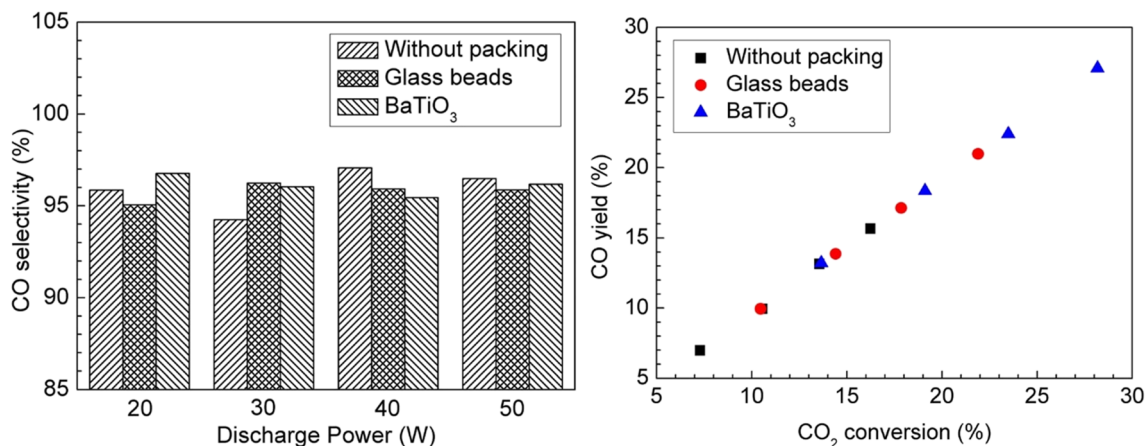 105
100
95
90
85
CO selectivity (%)
Without packing
Glass beads
BaTiO3
20 30 40 50
Discharge Power (W)
30
25
20
15
10
5
CO yield (%)
Without packing
Glass beads
BaTiO3
5 10 15 20 25 30
CO2 conversion (%)